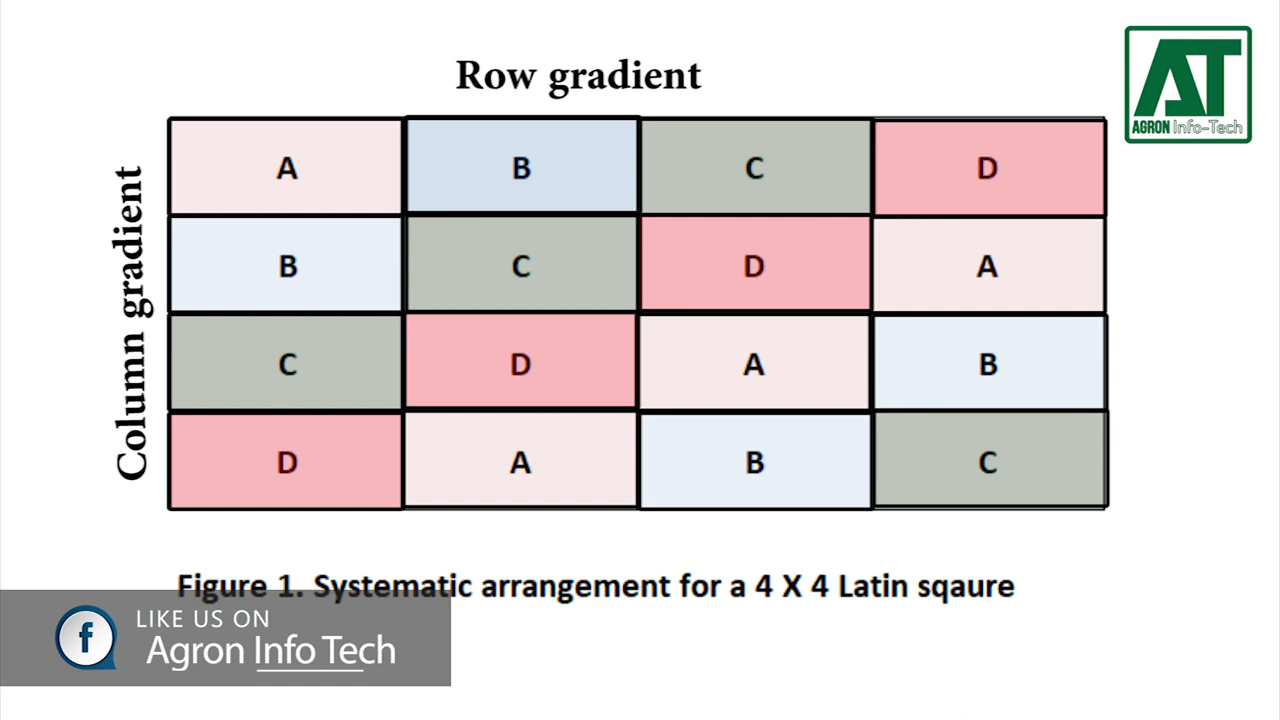 Row gradient
AT
AGRON Info-Tech
Column gradient
A B C D
B C D A
C D A B
D A B C
Figure 1. Systematic arrangement for a 4 X 4 Latin sqaure
f
LIKE US ON
Agron Info Tech